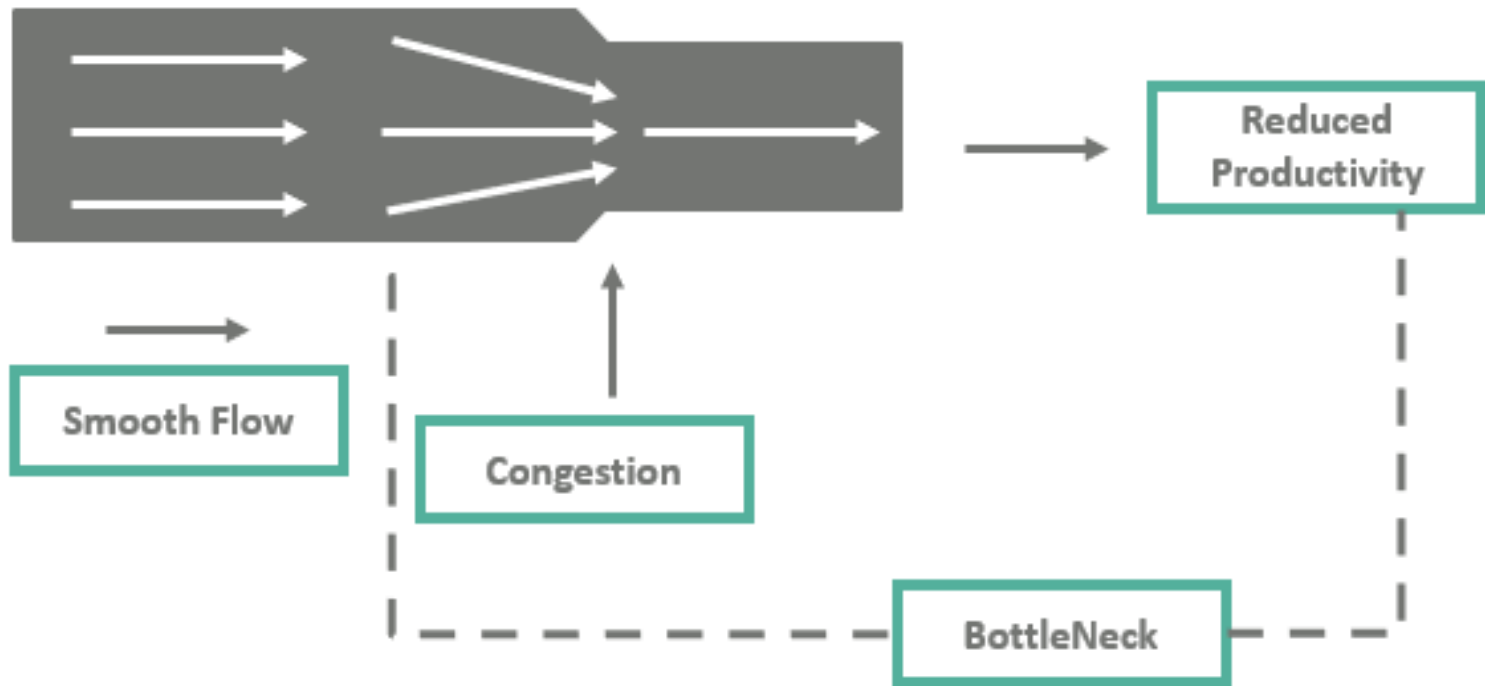 Reduced
Productivity
Smooth Flow
Congestion
BottleNeck